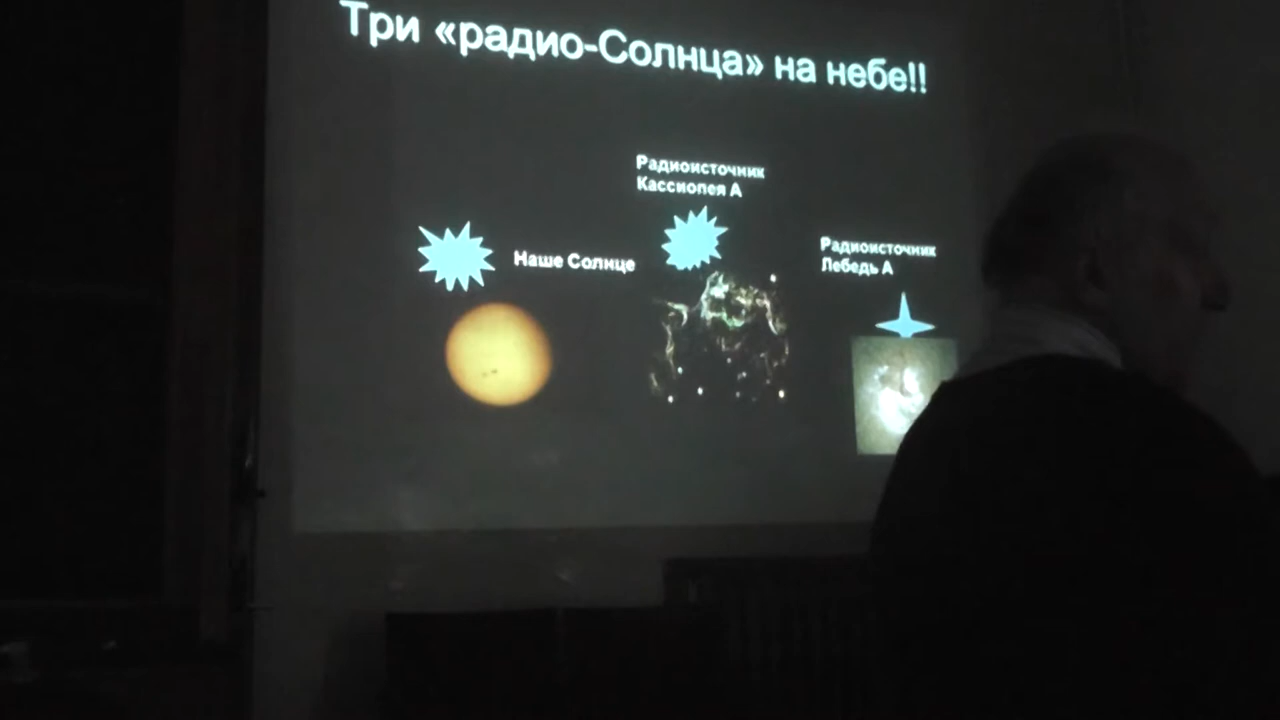 Три «радио-Солнца» на небе!!
Радиоисточник
Кассиопея А
Наше Солнце
Радиоисточник
Лебедь А